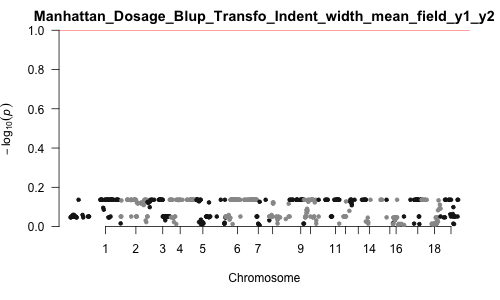 Manhattan_Dosage_Blup_Transfo_Indent_width_mean_field_y1_y2
1.0
0.8
0.6
0.4
0.2
0.0
− log10(p)
1 2 3 4 5 6 7 9 11 14 16 18
Chromosome